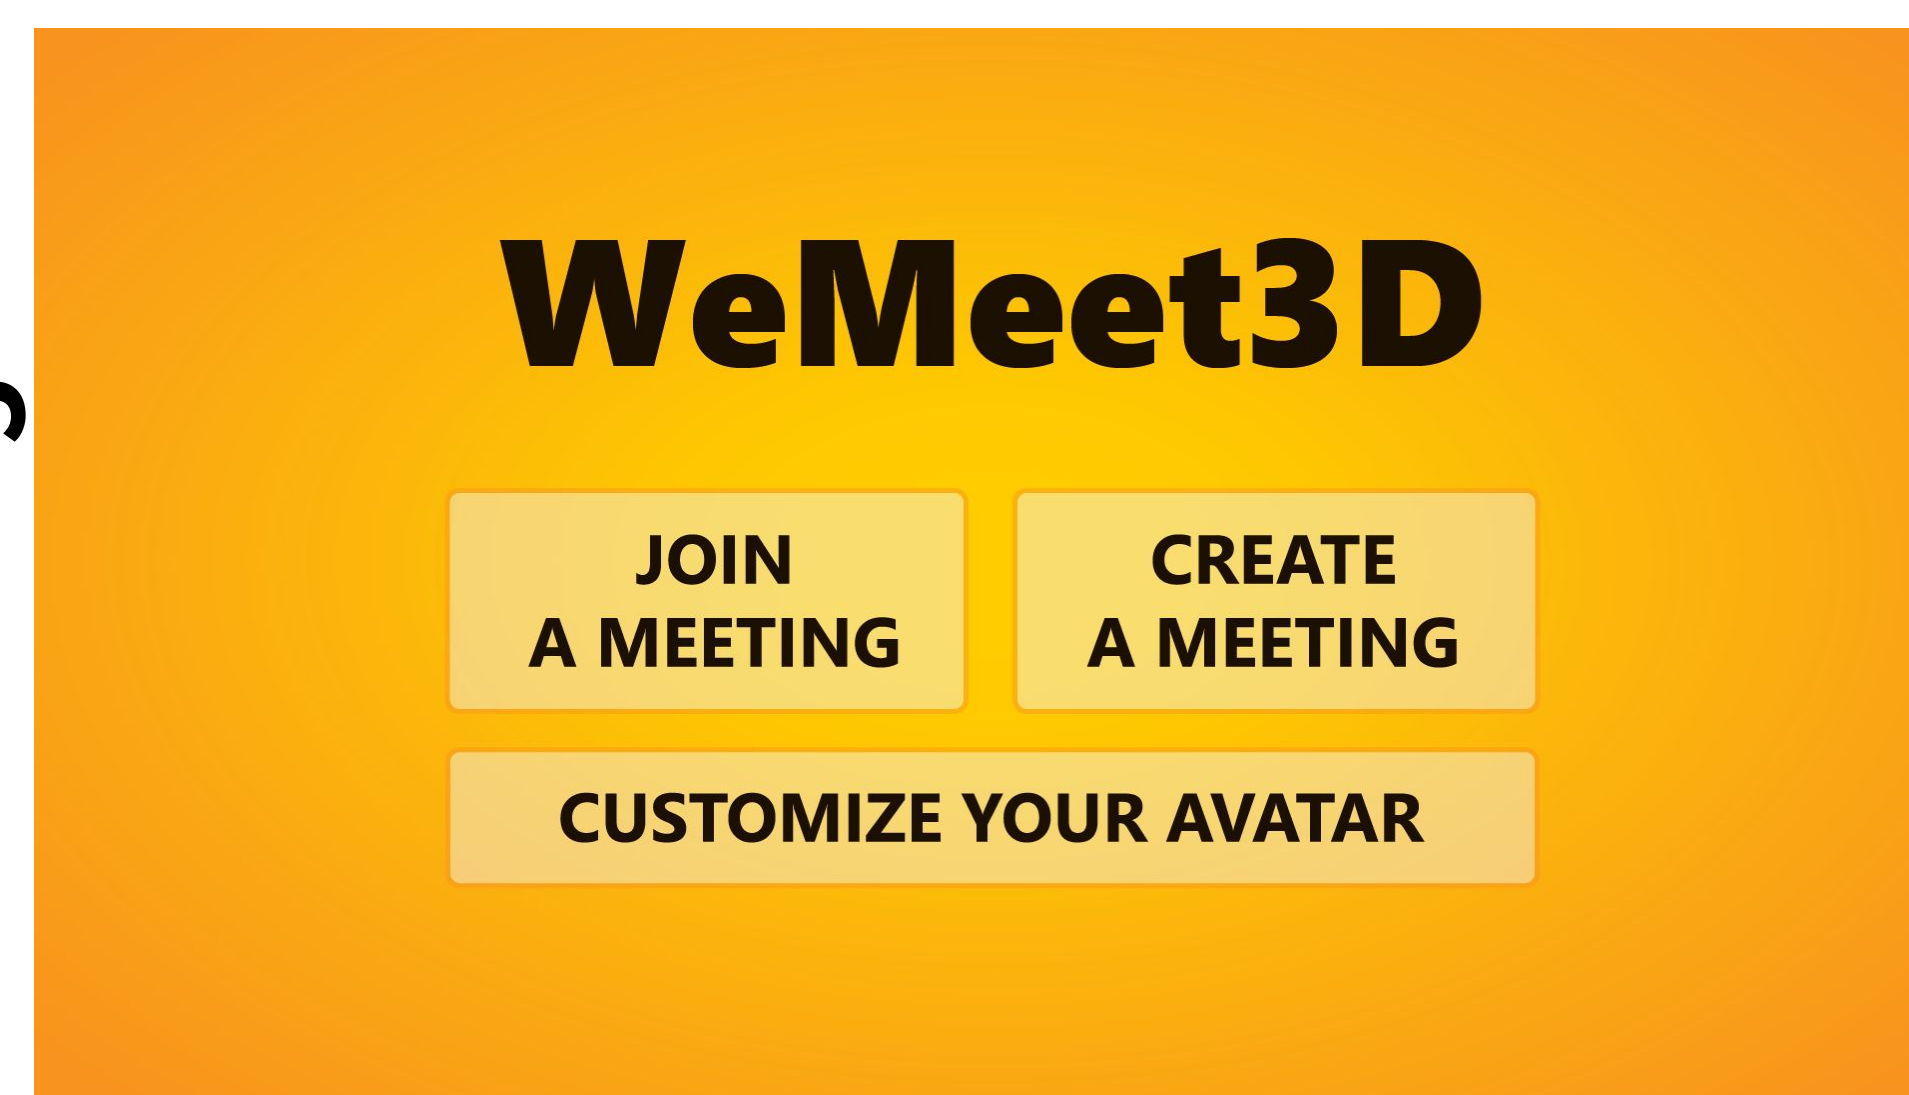 WeMeet3D
JOIN
A MEETING
CREATE
A MEETING
CUSTOMIZE YOUR AVATAR